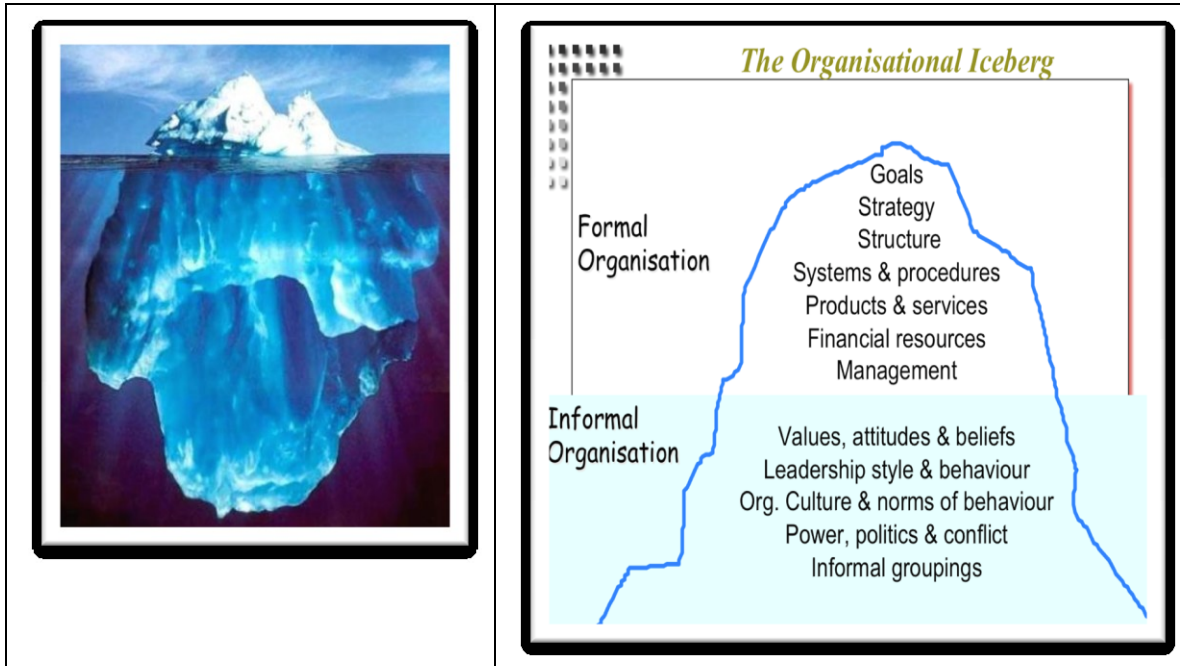 The Organisational Iceberg
Formal
Organisation
Goals
Strategy
Structure
Systems & procedures
Products & services
Financial resources
Management
Informal
Organisation
Values, attitudes & beliefs
Leadership style & behaviour
Org. Culture & norms of behaviour
Power, politics & conflict
Informal groupings